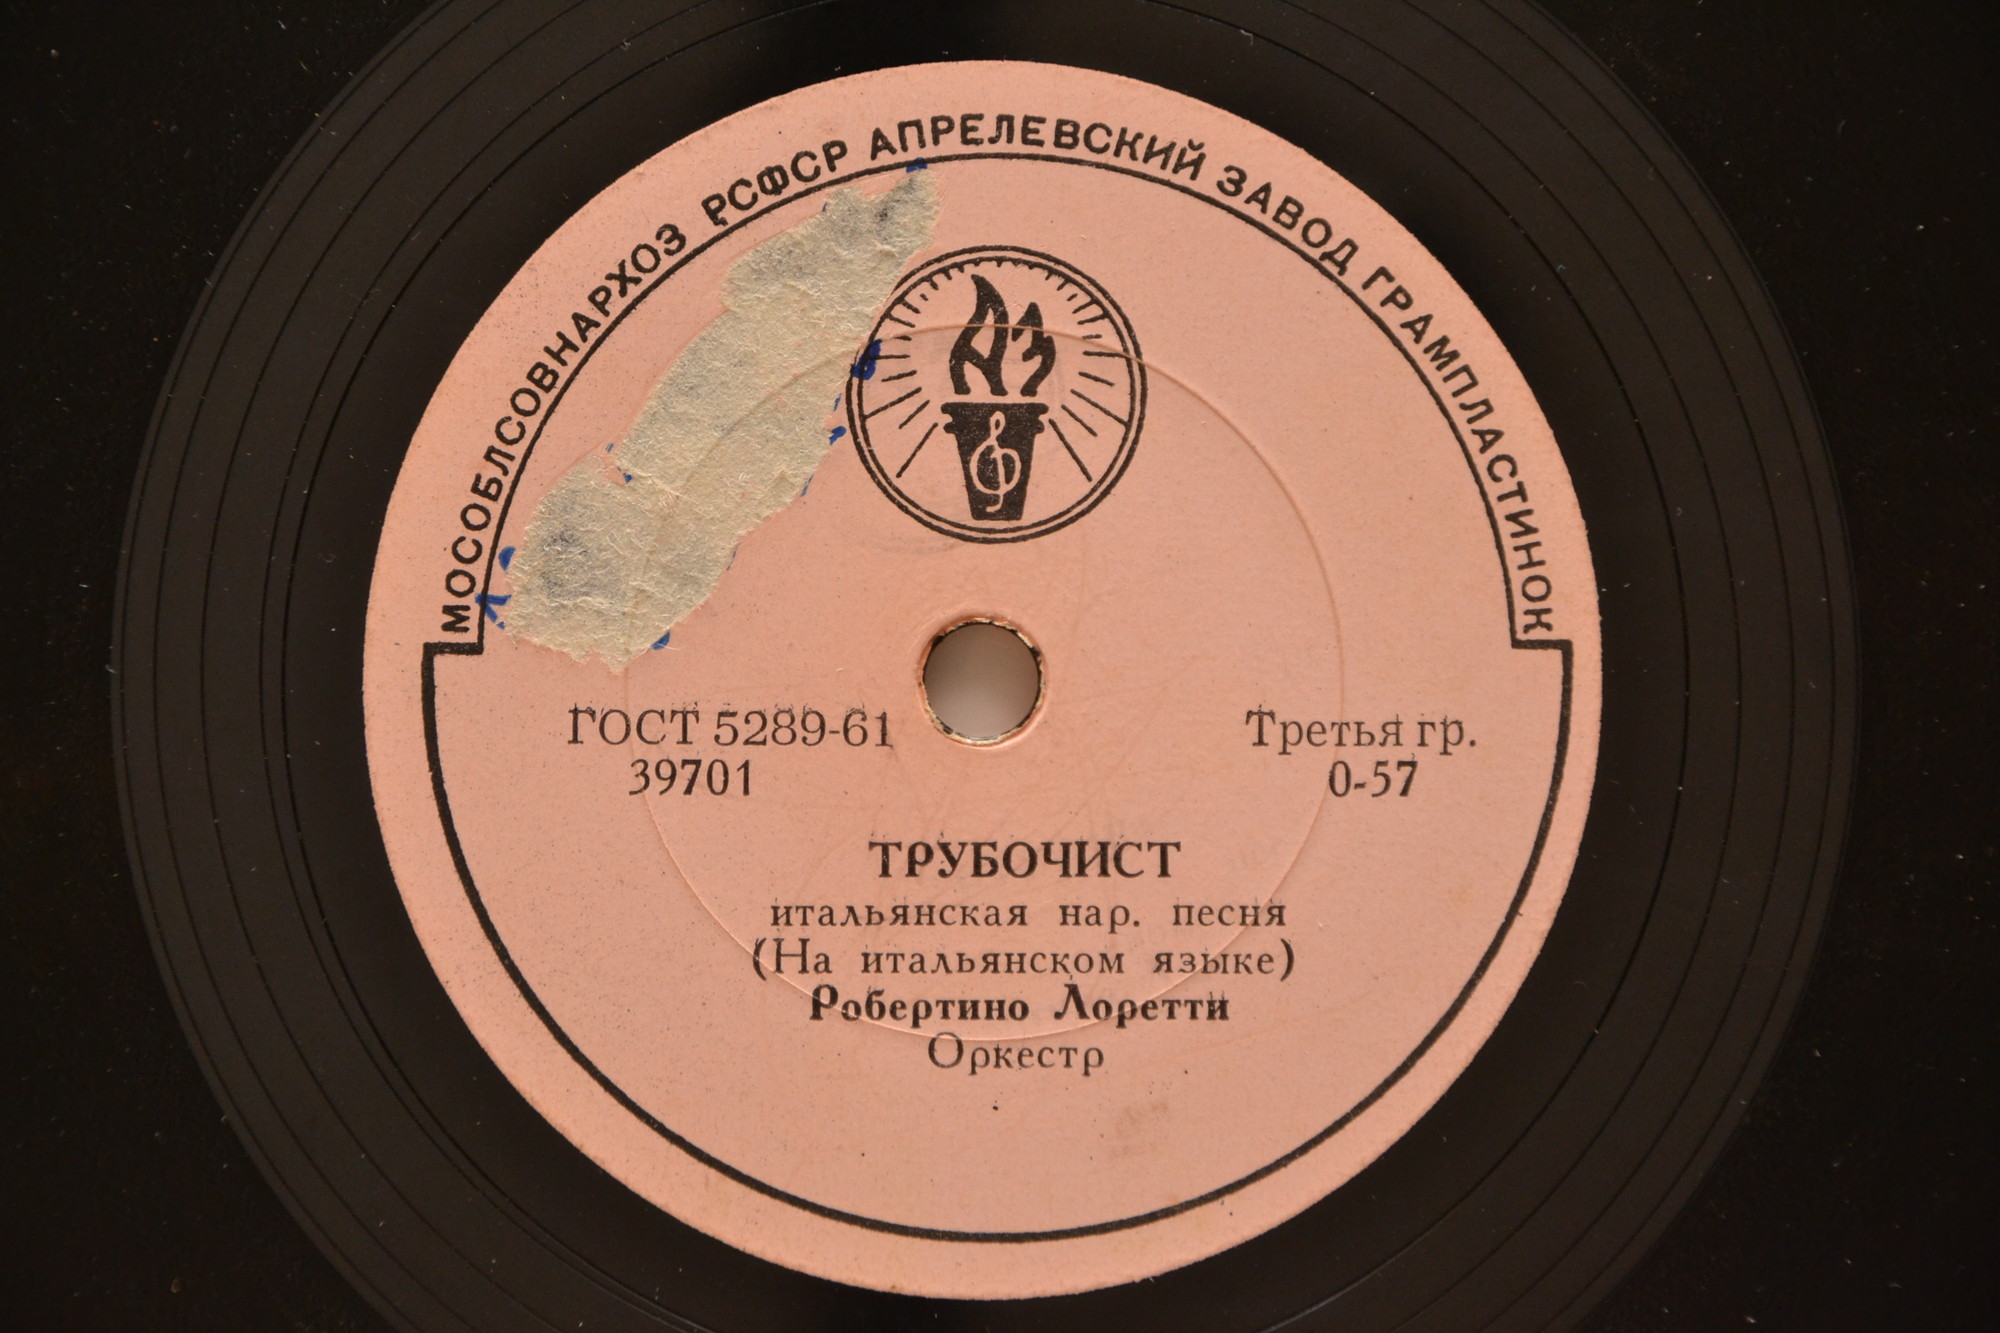 МОСОБЛСОВНАРХОЗ РСФСР АПРЕЛЕВСКИЙ ЗАВОД ГРАМПЛАСТИНОК
АЗ
ГОСТ 5289-61
39701
Третья гр.
0-57
ТРУБОЧИСТ
итальянская нар. песня
(На итальянском языке)
Робертино Лоретти
Оркестр